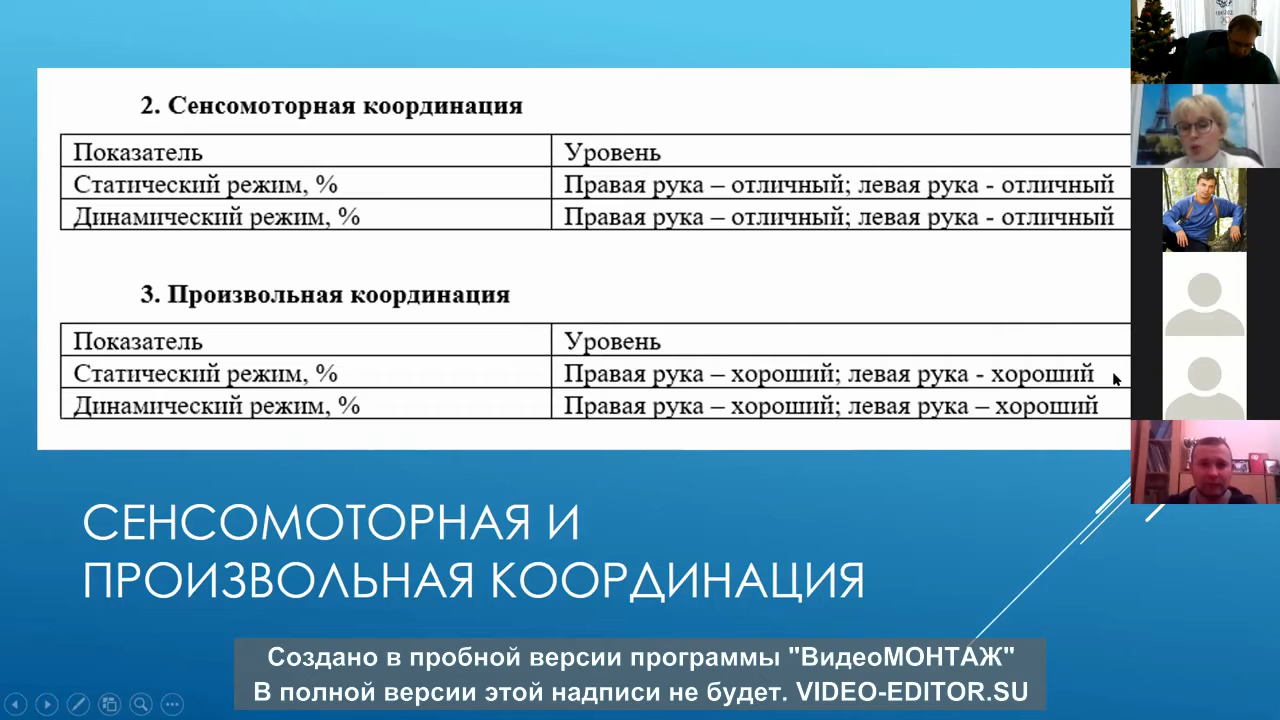 2. Сенсомоторная координация
Показатель Уровень
Статический режим, % Правая рука – отличный; левая рука - отличный
Динамический режим, % Правая рука – отличный; левая рука - отличный
3. Произвольная координация
Показатель Уровень
Статический режим, % Правая рука – хороший; левая рука - хороший
Динамический режим, % Правая рука – хороший; левая рука – хороший
СЕНСОМОТОРНАЯ И
ПРОИЗВОЛЬНАЯ КООРДИНАЦИЯ
Создано в пробной версии программы "ВидеоМОНТАЖ"
В полной версии этой надписи не будет. VIDEO-EDITOR.SU